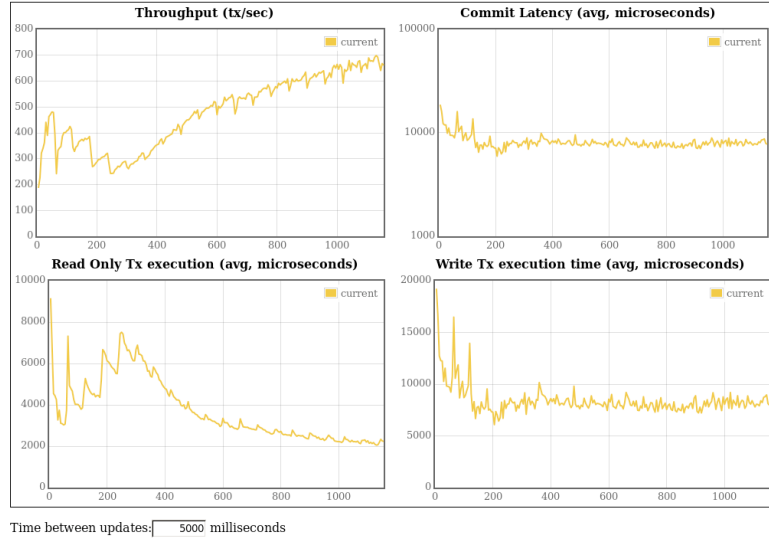 Throughput (tx/sec)
800
700
600
500
400
300
200
100
0
0 200 400 600 800 1000
current
Commit Latency (avg, microseconds)
100000
10000
1000
0 200 400 600 800 1000
current
Read Only Tx execution (avg, microseconds)
10000
8000
6000
4000
2000
0
0 200 400 600 800 1000
current
Write Tx execution time (avg, microseconds)
20000
15000
10000
5000
0
0 200 400 600 800 1000
current
Time between updates: 5000 milliseconds